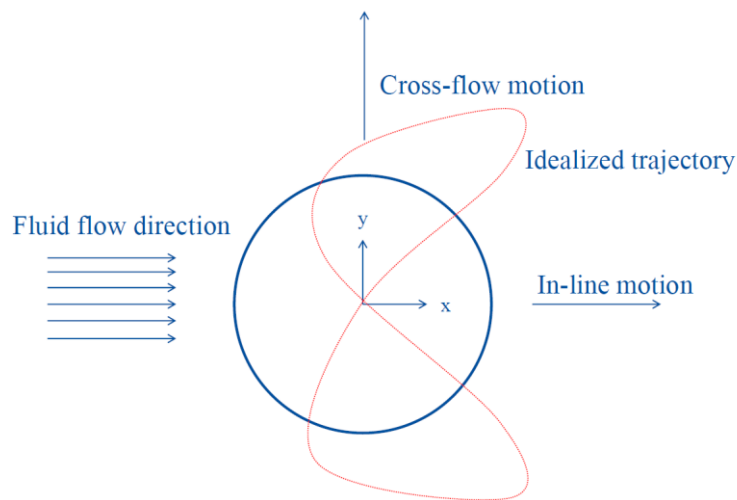 Cross-flow motion
Idealized trajectory
Fluid flow direction
y
In-line motion
x